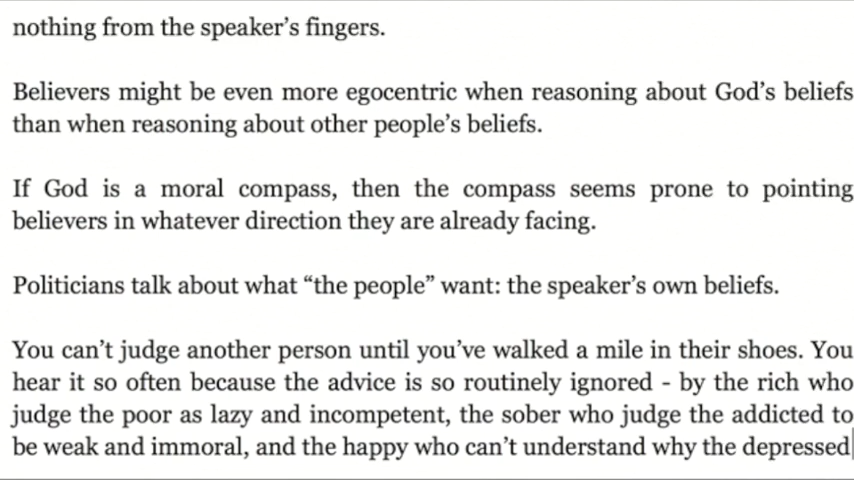 nothing from the speaker’s fingers.
Believers might be even more egocentric when reasoning about God’s beliefs
than when reasoning about other people’s beliefs.
If God is a moral compass, then the compass seems prone to pointing
believers in whatever direction they are already facing.
Politicians talk about what “the people” want: the speaker’s own beliefs.
You can’t judge another person until you’ve walked a mile in their shoes. You
hear it so often because the advice is so routinely ignored - by the rich who
judge the poor as lazy and incompetent, the sober who judge the addicted to
be weak and immoral, and the happy who can’t understand why the depressed